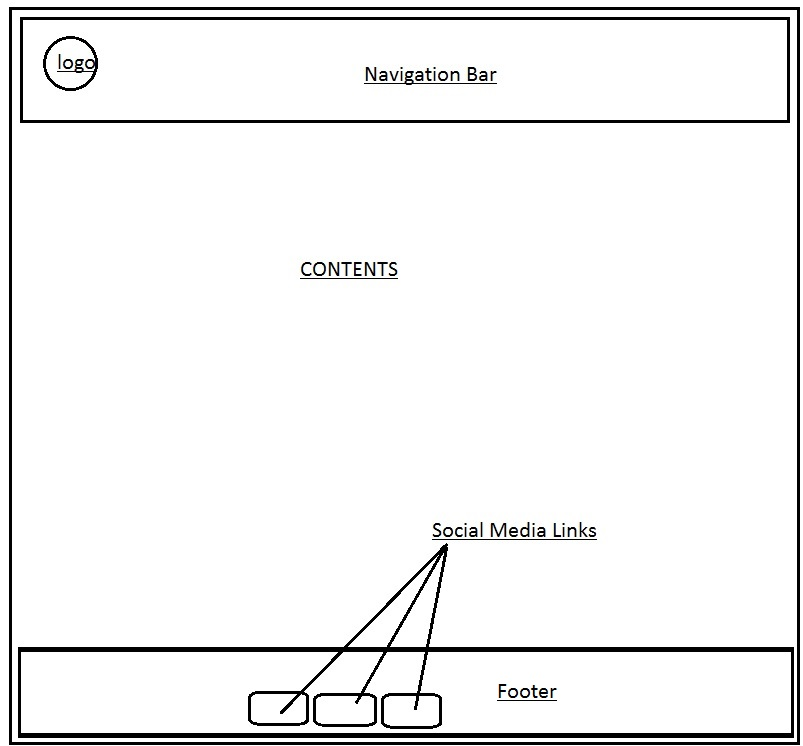 logo
Navigation Bar
CONTENTS
Social Media Links
Footer